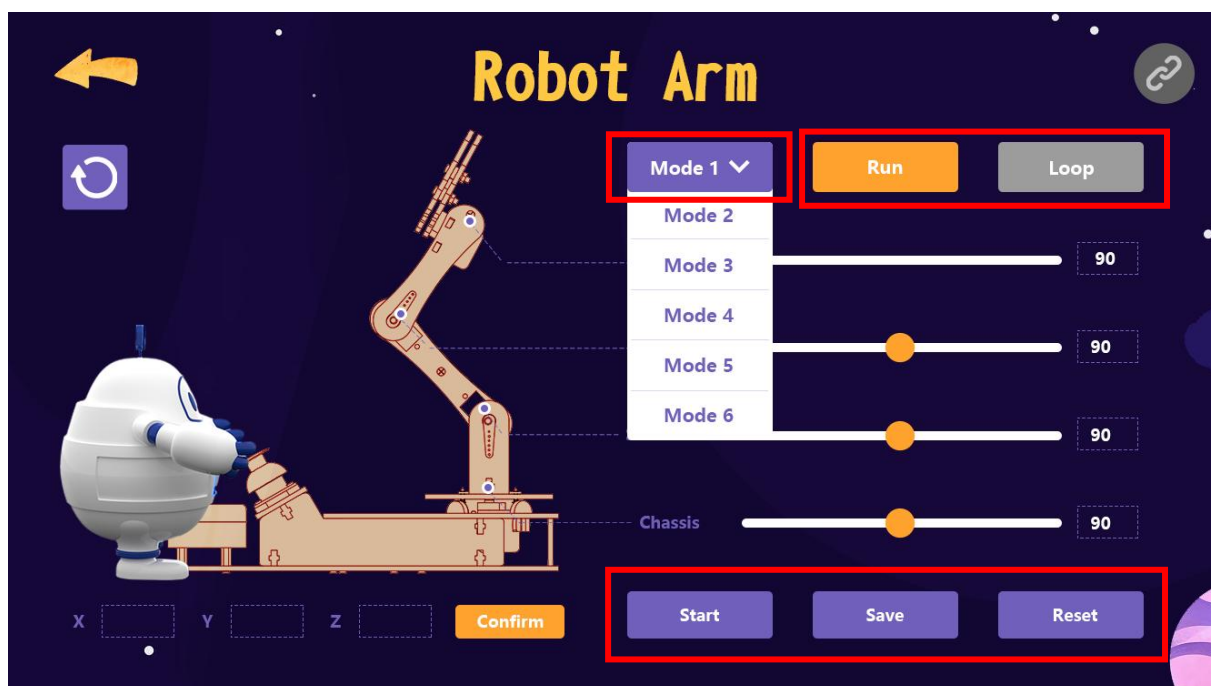 Robot Arm
Mode 1
Run
Loop
Mode 2
Mode 3
90
Mode 4
90
Mode 5
Mode 6
90
Chassis
90
X
Y
Z
Confirm
Start
Save
Reset